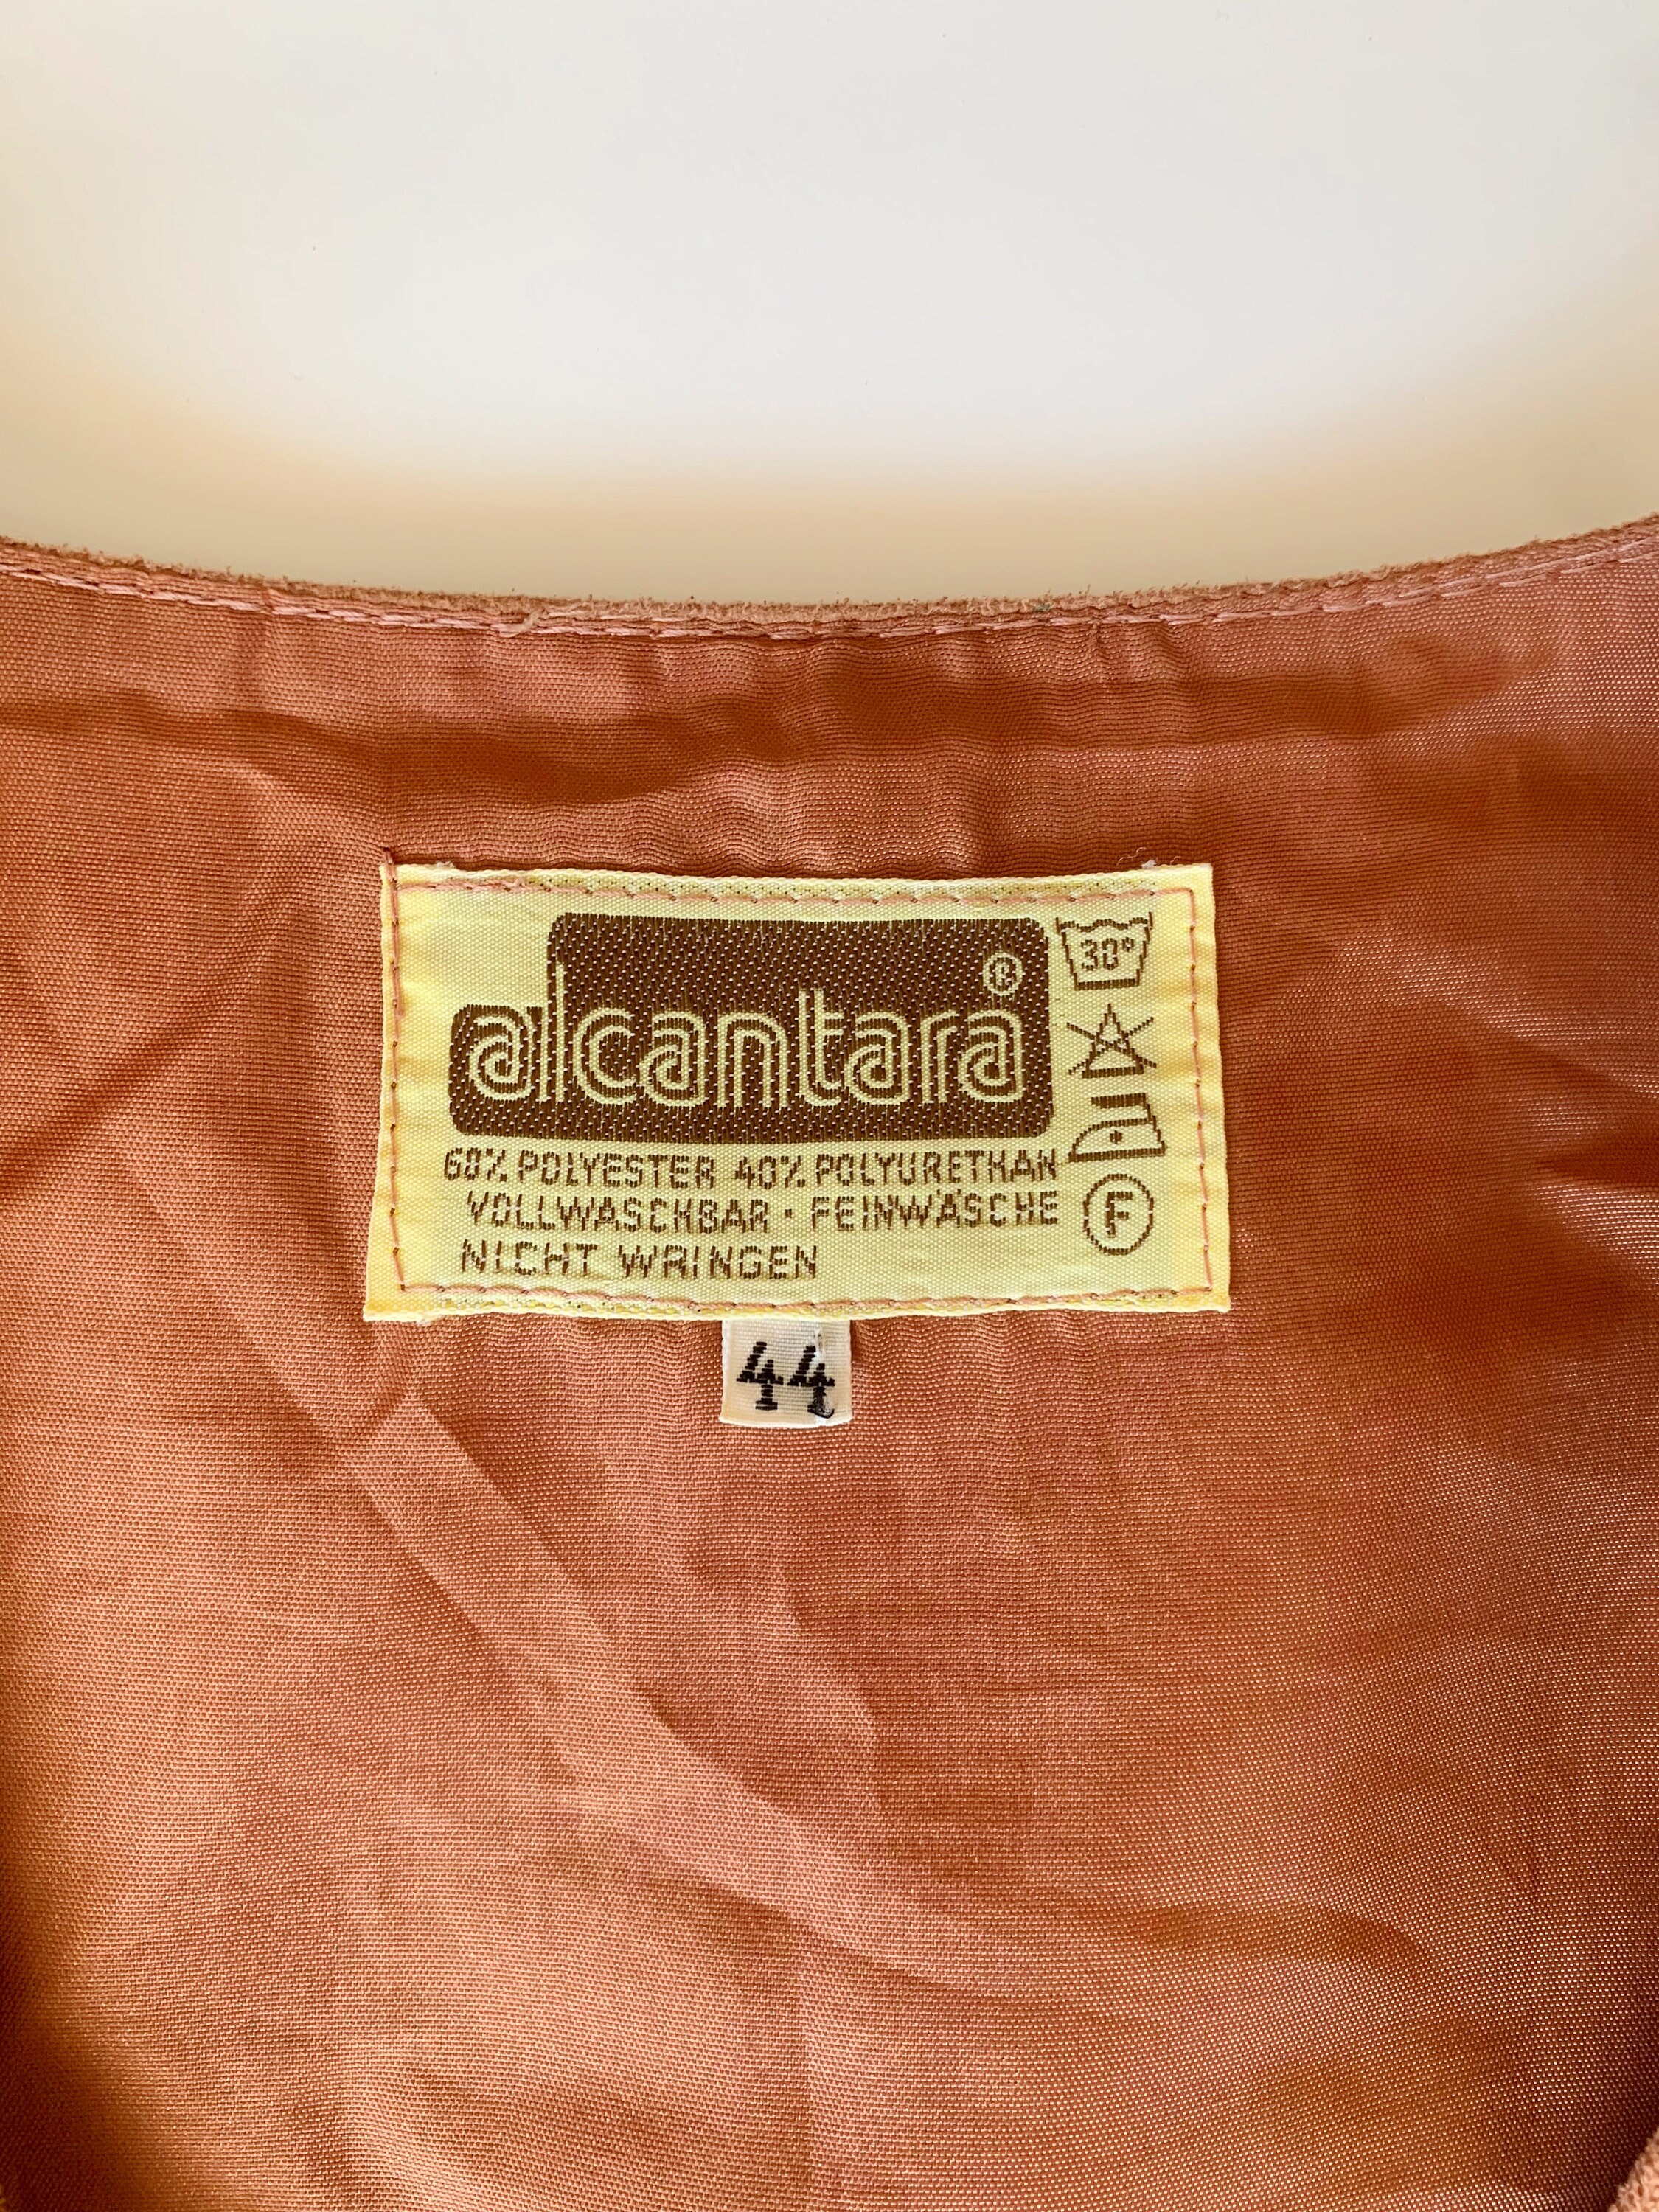 alcantara®
30°
60% POLYESTER 40% POLYURETHAN
VOLLWASCHBAR · FEINWÄSCHE
NICHT WRINGEN
F
44